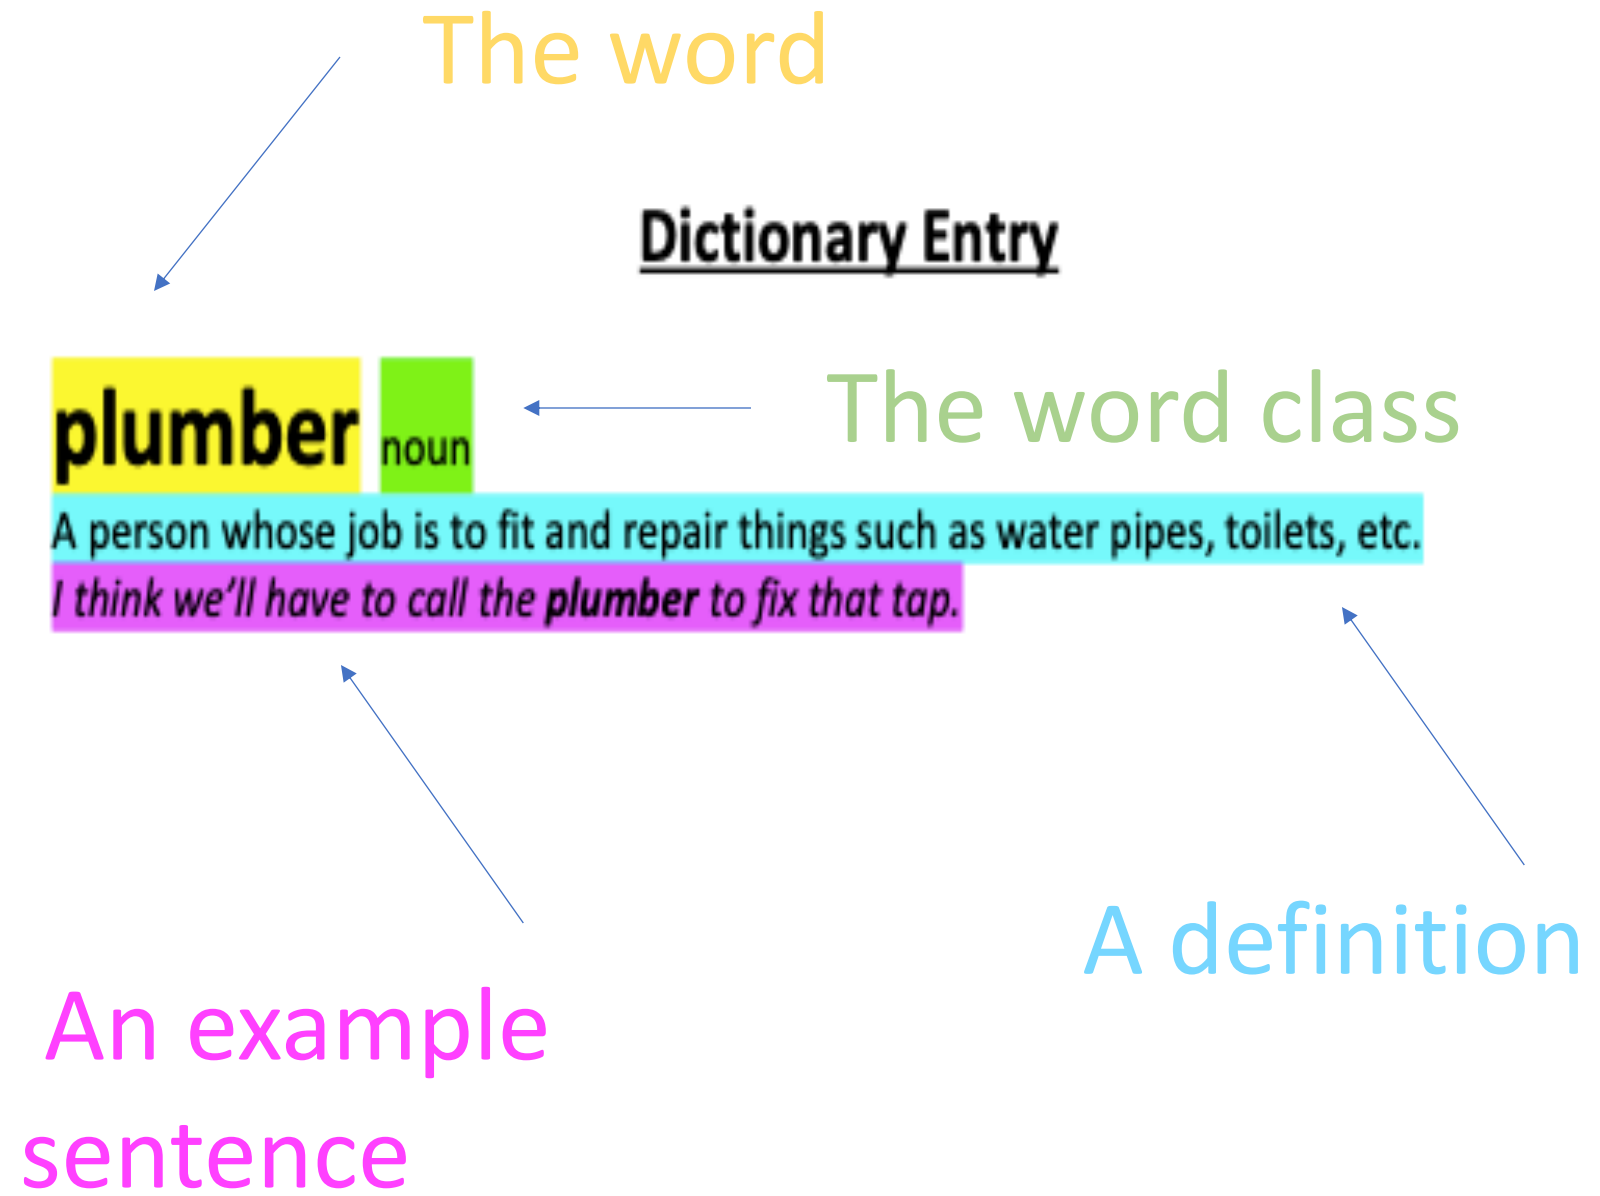 The word
Dictionary Entry
plumber noun
The word class
A person whose job is to fit and repair things such as water pipes, toilets, etc.
I think we’ll have to call the plumber to fix that tap.
A definition
An example
sentence